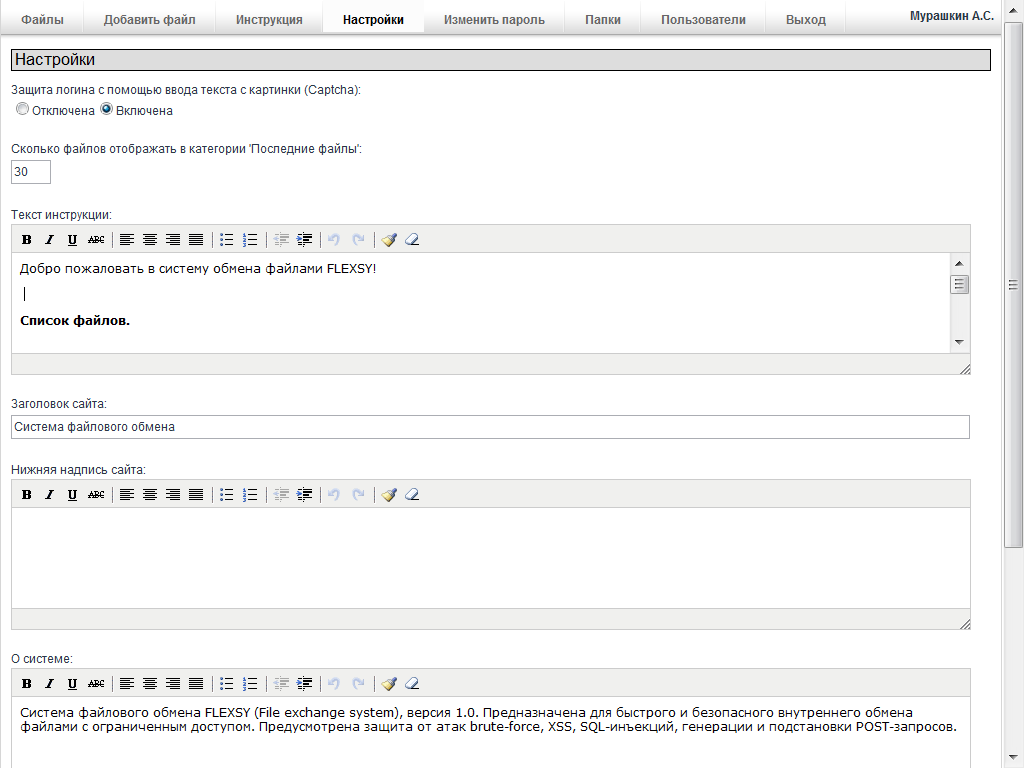 Файлы Добавить файл Инструкция Настройки Изменить пароль Папки Пользователи Выход Мурашкин А.С.
Настройки
Защита логина с помощью ввода текста с картинки (Captcha):
Отключена Включена
Сколько файлов отображать в категории 'Последние файлы':
30
Текст инструкции:
B I U ABC
Добро пожаловать в систему обмена файлами FLEXSY!
Список файлов.
Заголовок сайта:
Система файлового обмена
Нижняя надпись сайта:
B I U ABC
О системе:
B I U ABC
Система файлового обмена FLEXSY (File exchange system), версия 1.0. Предназначена для быстрого и безопасного внутреннего обмена
файлами с ограниченным доступом. Предусмотрена защита от атак brute-force, XSS, SQL-инъекций, генерации и подстановки POST-запросов.